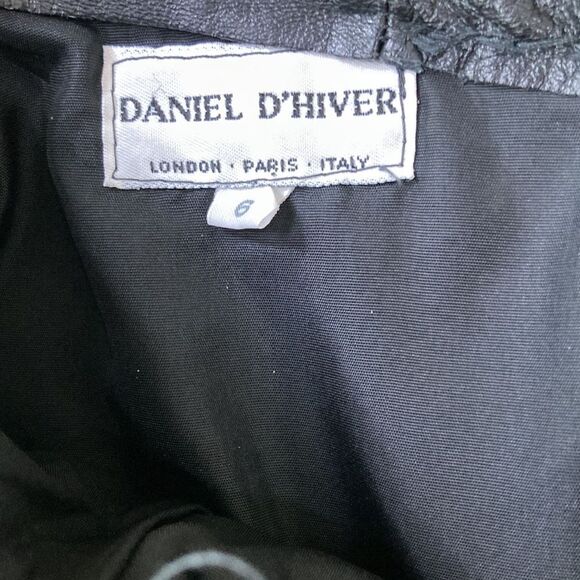 DANIEL D'HIVER
LONDON · PARIS · ITALY
6